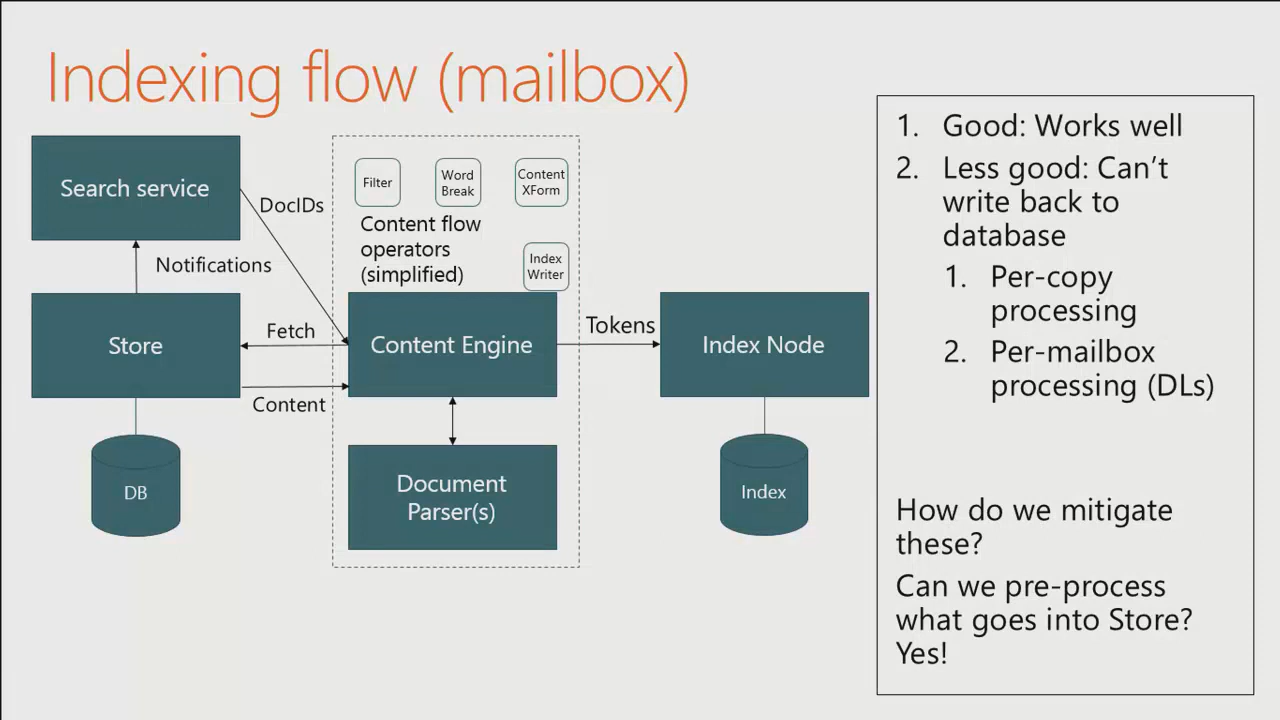 Indexing flow (mailbox)
Search service
DocIDs
Notifications
Store
Fetch
Content
DB
Filter
Word
Break
Content
XForm
Content flow
operators
(simplified)
Index
Writer
Content Engine
Document
Parser(s)
Tokens
Index Node
Index
1. Good: Works well
2. Less good: Can't
write back to
database
1. Per-copy
processing
2. Per-mailbox
processing (DLs)
How do we mitigate
these?
Can we pre-process
what goes into Store?
Yes!